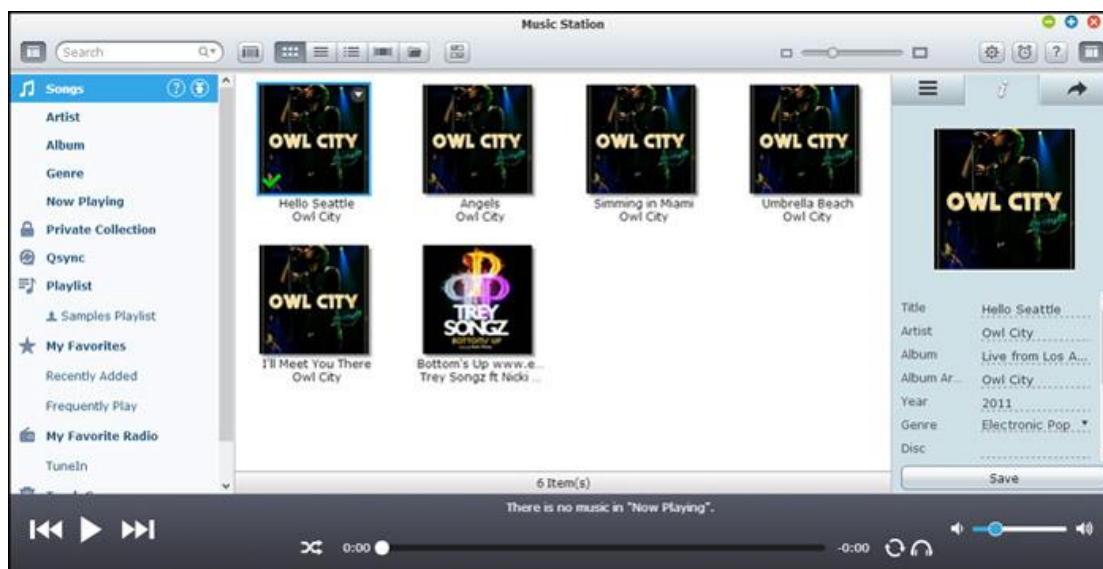 Music Station
Search
Songs
Artist
Album
Genre
Now Playing
Private Collection
Qsync
Playlist
Samples Playlist
My Favorites
Recently Added
Frequently Play
My Favorite Radio
TuneIn
OWL CITY
Hello Seattle
Owl City
OWL CITY
Angels
Owl City
OWL CITY
Simming in Miami
Owl City
OWL CITY
Umbrella Beach
Owl City
OWL CITY
I'll Meet You There
Owl City
TREY
SONGZ
BOTTOMS UP
Bottom's Up www.e...
Trey Songz ft Nicki ...
6 Item(s)
OWL CITY
Title Hello Seattle
Artist Owl City
Album Live from Los A...
Album Ar... Owl City
Year 2011
Genre Electronic Pop
Disc
Save
There is no music in "Now Playing".
0:00
-0:00